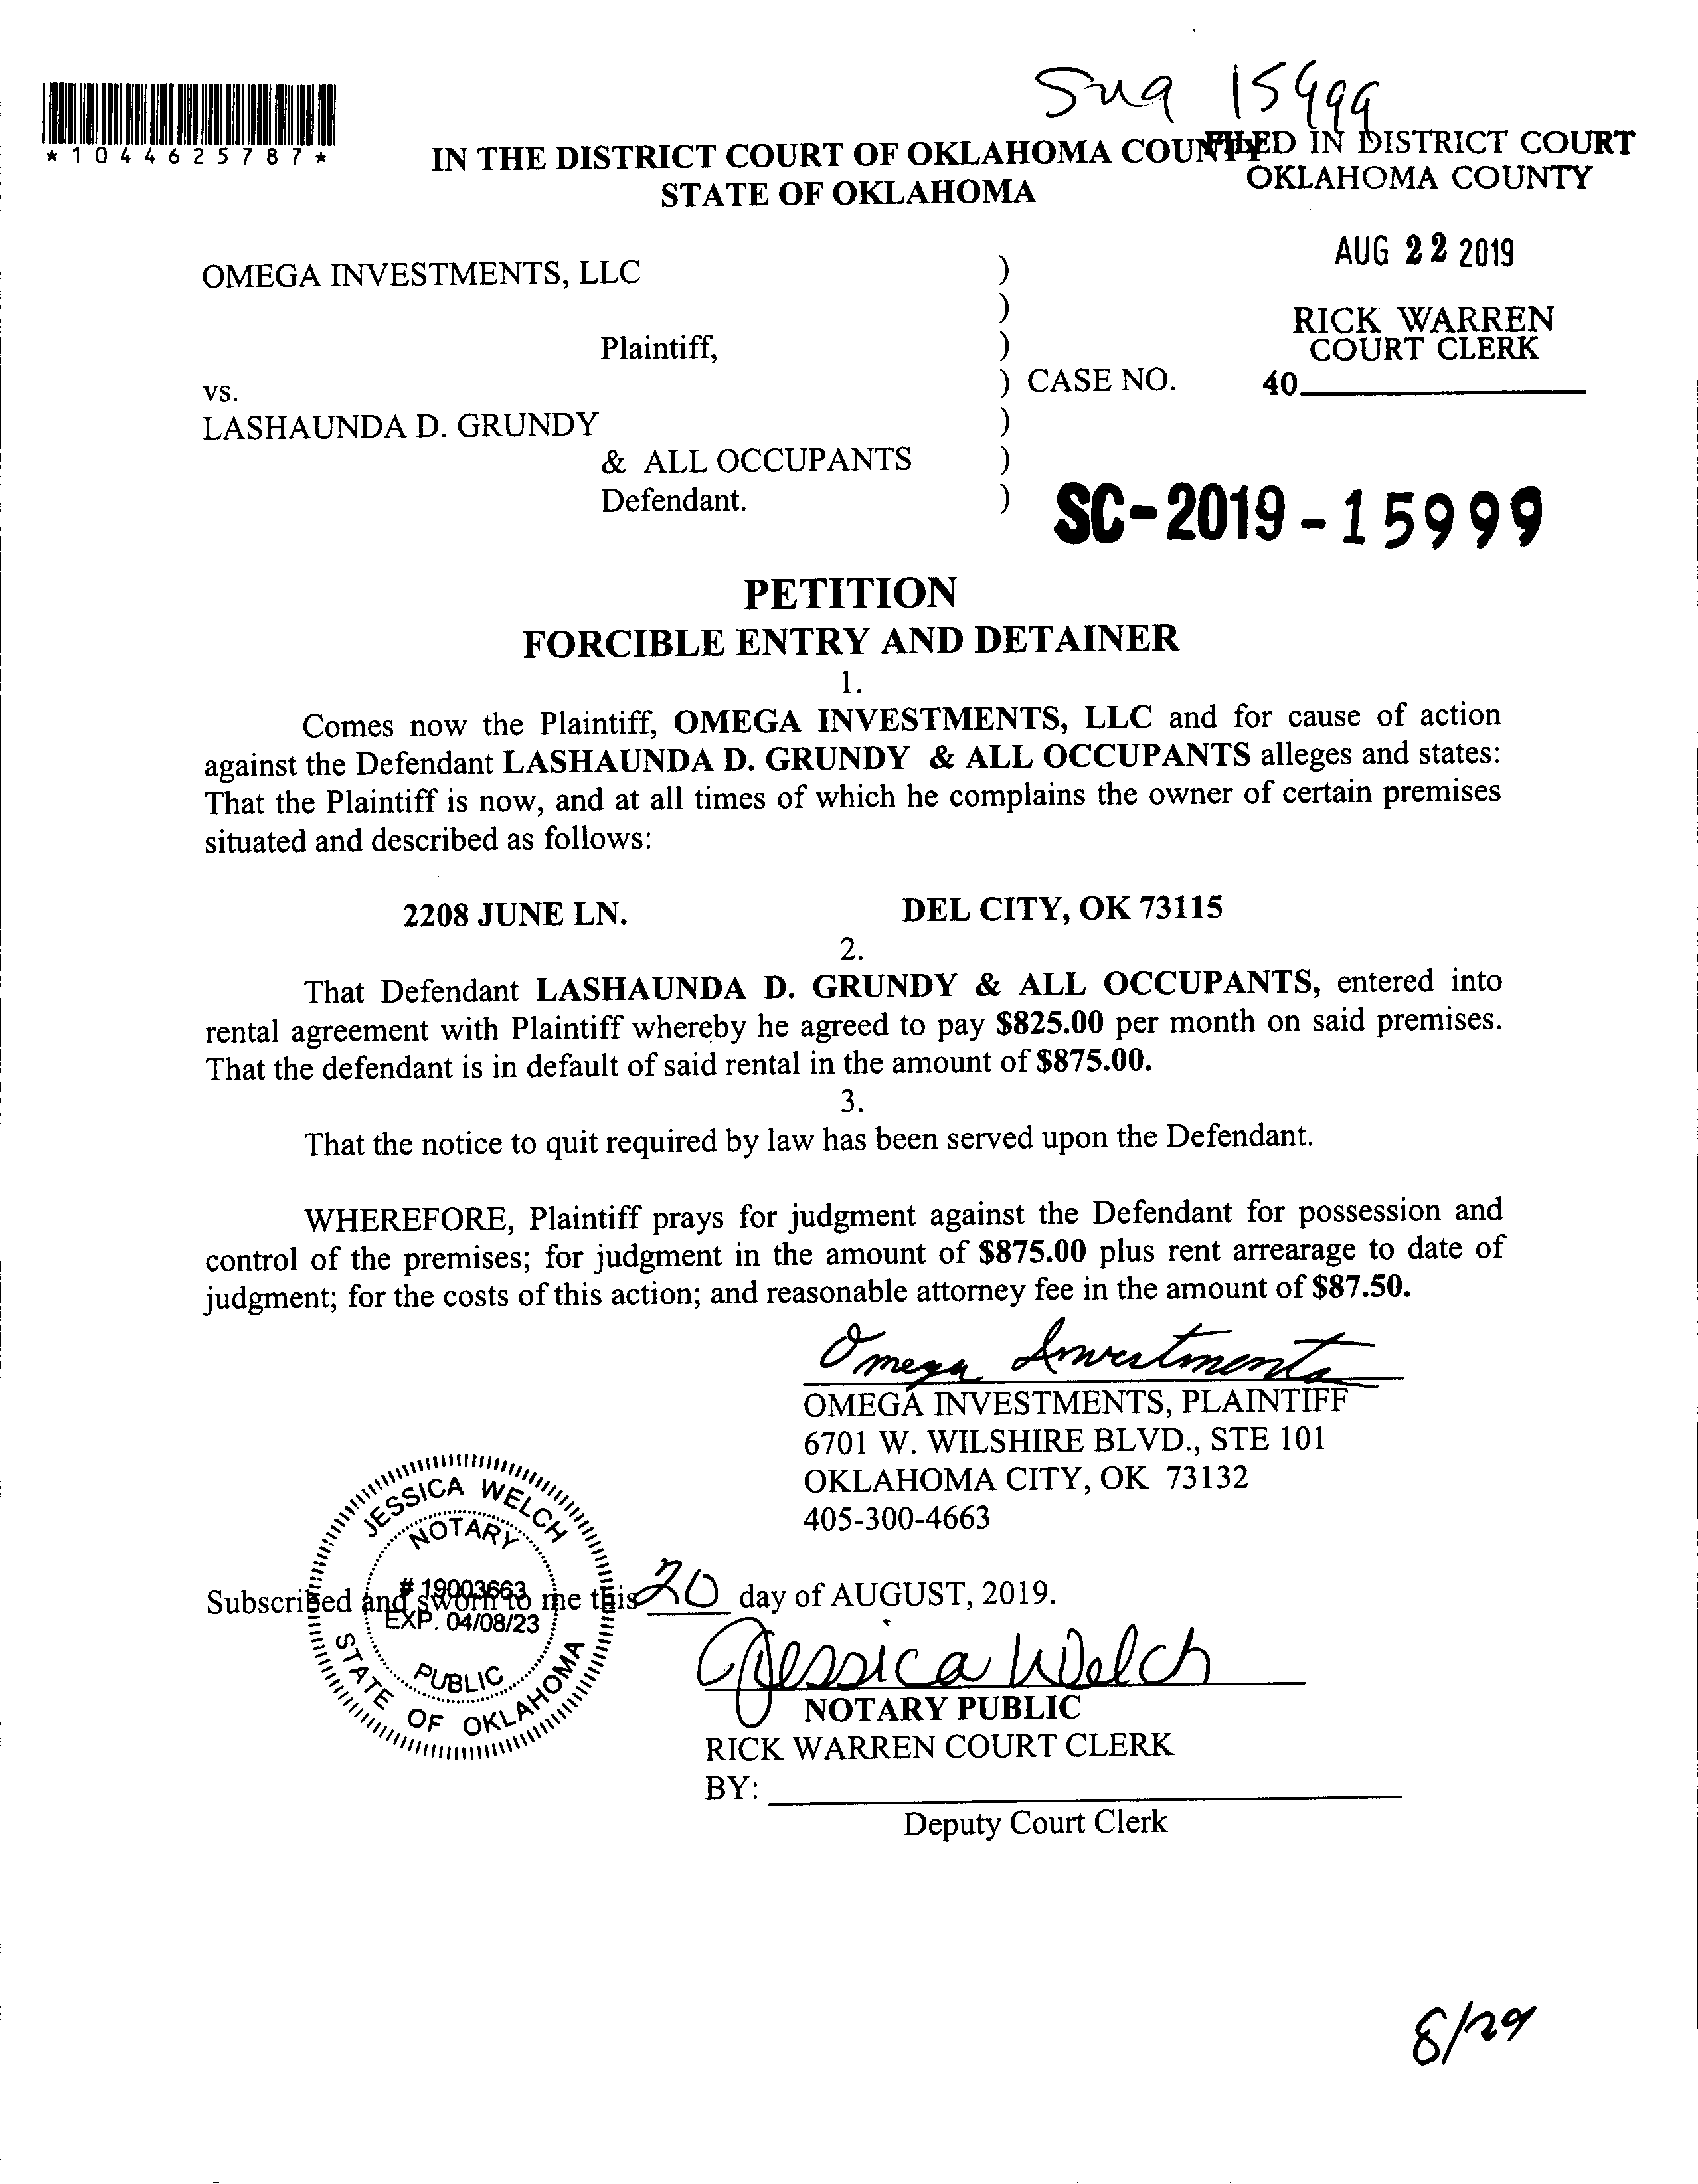 15999
*1044625787*
IN THE DISTRICT COURT OF OKLAHOMA COUNTY
STATE OF OKLAHOMA
FILED IN DISTRICT COURT
OKLAHOMA COUNTY
AUG 22 2019
RICK WARREN
COURT CLERK
40
OMEGA INVESTMENTS, LLC )
)
Plaintiff, )
vs. ) CASE NO.
LASHAUNDA D. GRUNDY )
& ALL OCCUPANTS )
Defendant. )
SC-2019-15999
PETITION
FORCIBLE ENTRY AND DETAINER
1.
Comes now the Plaintiff, OMEGA INVESTMENTS, LLC and for cause of action
against the Defendant LASHAUNDA D. GRUNDY & ALL OCCUPANTS alleges and states:
That the Plaintiff is now, and at all times of which he complains the owner of certain premises
situated and described as follows:
2208 JUNE LN. DEL CITY, OK 73115
2.
That Defendant LASHAUNDA D. GRUNDY & ALL OCCUPANTS, entered into
rental agreement with Plaintiff whereby he agreed to pay $825.00 per month on said premises.
That the defendant is in default of said rental in the amount of $875.00.
3.
That the notice to quit required by law has been served upon the Defendant.
WHEREFORE, Plaintiff prays for judgment against the Defendant for possession and
control of the premises; for judgment in the amount of $875.00 plus rent arrearage to date of
judgment; for the costs of this action; and reasonable attorney fee in the amount of $87.50.
Omega Investments
OMEGA INVESTMENTS, PLAINTIFF
6701 W. WILSHIRE BLVD., STE 101
OKLAHOMA CITY, OK 73132
405-300-4663
JESSICA WELCH
NOTARY
# 19003663
EXP. 04/08/23
PUBLIC
STATE OF OKLAHOMA
Subscribed and sworn to me this 20 day of AUGUST, 2019.
Jessica Welch
NOTARY PUBLIC
RICK WARREN COURT CLERK
BY:
Deputy Court Clerk
8/29